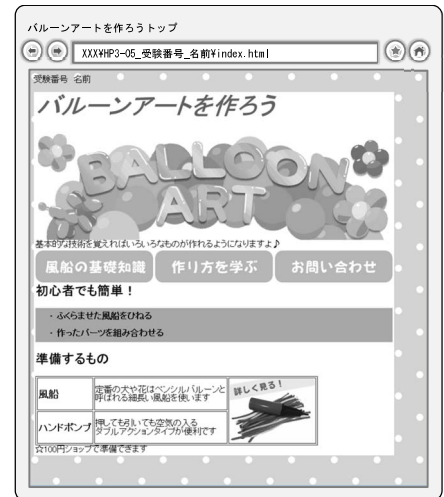 バルーンアートを作ろうトップ
XXX¥HP3-05_受験番号_名前¥index.html
受験番号 名前
バルーンアートを作ろう
BALLOON
ART
基本的な技術を覚えればいろいろなものが作れるようになりますよ♪
風船の基礎知識 作り方を学ぶ お問い合わせ
初心者でも簡単！
・ふくらませた風船をひねる
・作ったパーツを組み合わせる
準備するもの
風船
定番の犬や花はペンシルバルーンと
呼ばれる細長い風船を使います
詳しく見る！
ハンドポンプ
押しても引いても空気の入る
ダブルアクションタイプが便利です
☆100円ショップで準備できます